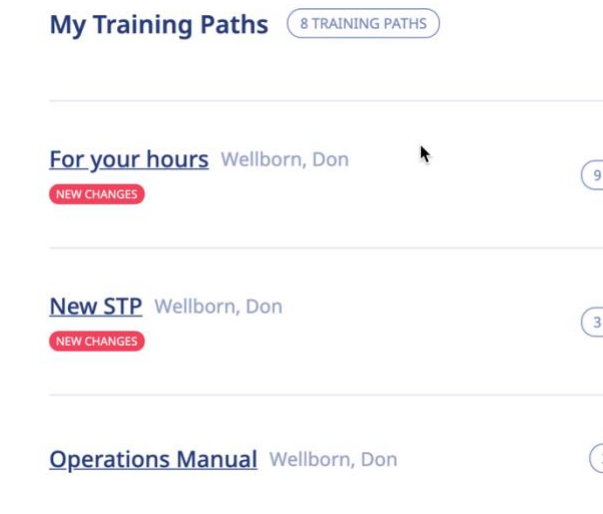 My Training Paths 8 TRAINING PATHS
For your hours Wellborn, Don
NEW CHANGES
9
New STP Wellborn, Don
NEW CHANGES
3
Operations Manual Wellborn, Don